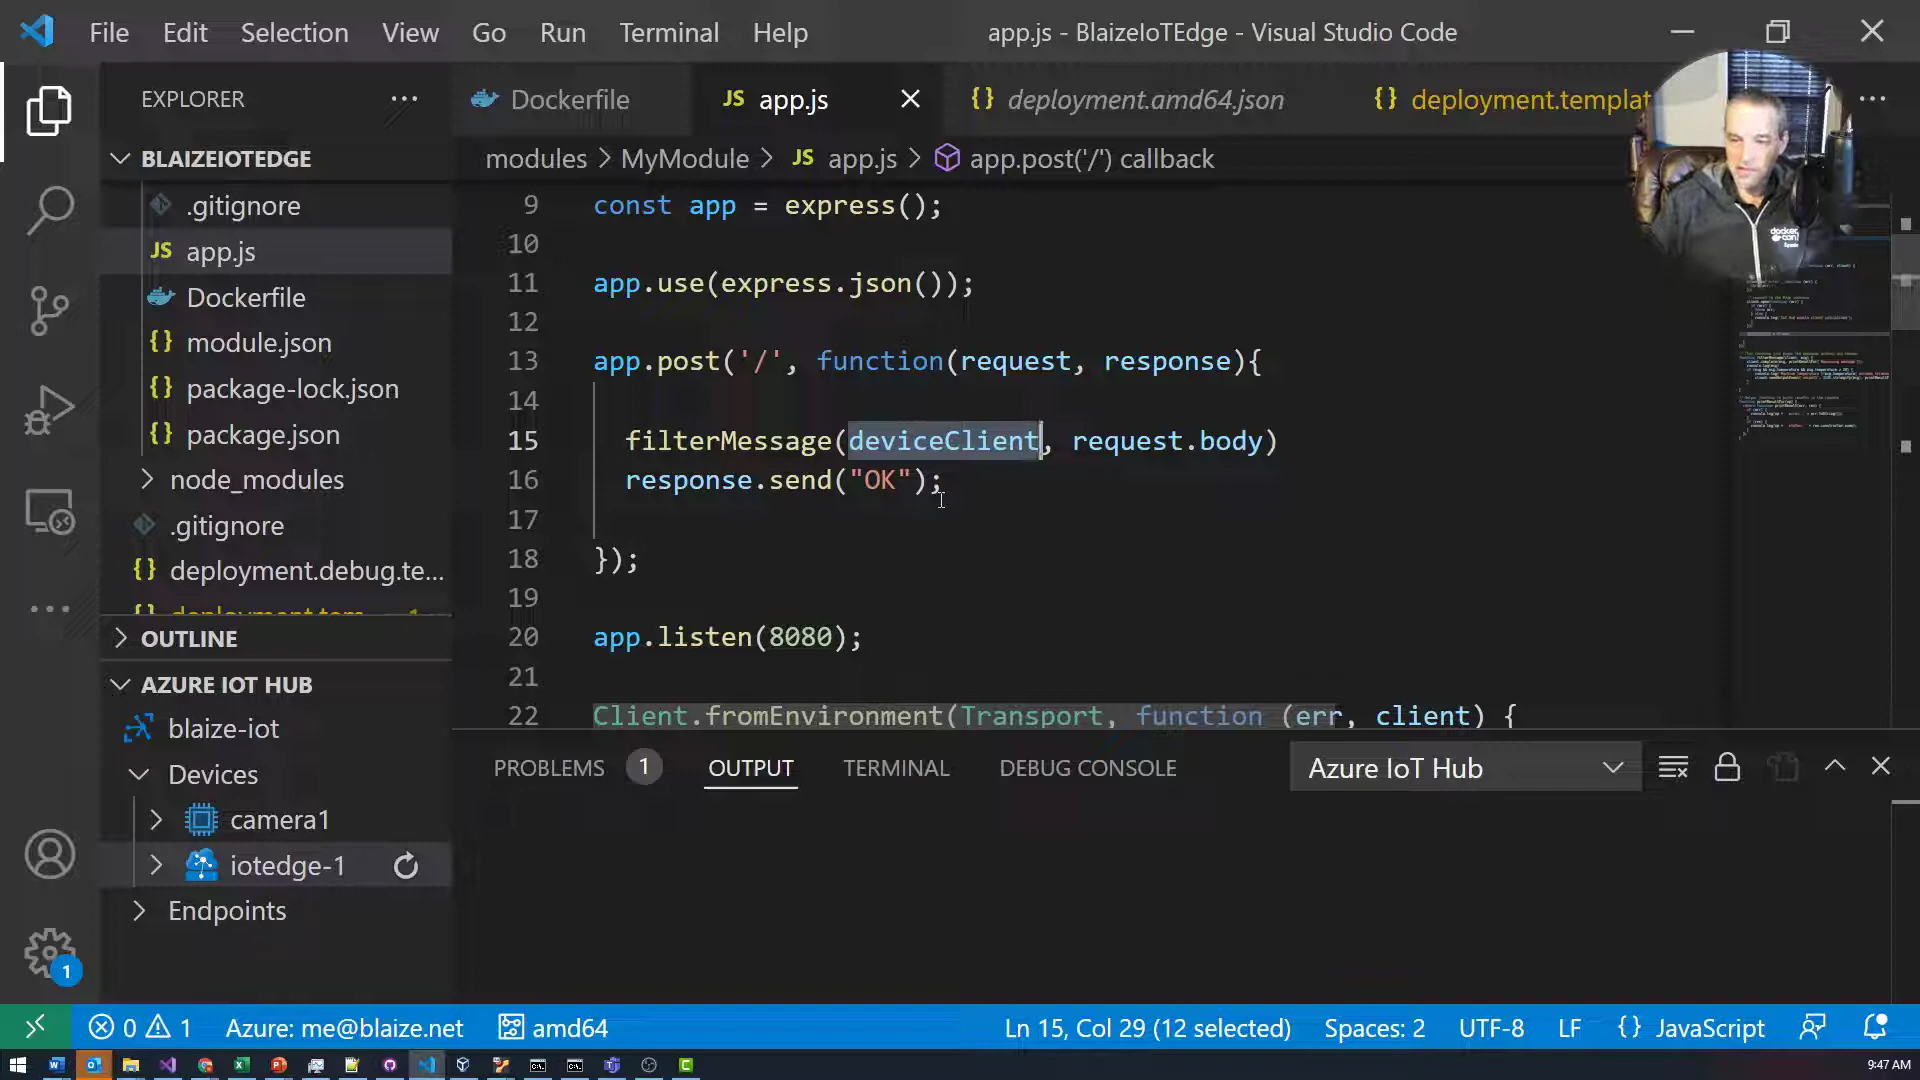 File Edit Selection View Go Run Terminal Help
app.js - BlaizeIoTEdge - Visual Studio Code
EXPLORER
Dockerfile
JS app.js
{} deployment.amd64.json
{} deployment.templat
BLAIZEIOTEDGE
.gitignore
JS app.js
Dockerfile
{} module.json
{} package-lock.json
{} package.json
node_modules
.gitignore
{} deployment.debug.te...
OUTLINE
AZURE IOT HUB
blaize-iot
Devices
camera1
iotedge-1
Endpoints
modules > MyModule > JS app.js > app.post('/') callback
9 const app = express();
10
11 app.use(express.json());
12
13 app.post('/', function(request, response){
14
15 filterMessage(deviceClient, request.body)
16 response.send("OK");
17
18 });
19
20 app.listen(8080);
21
22 Client.fromEnvironment(Transport, function (err, client) {
PROBLEMS 1 OUTPUT TERMINAL DEBUG CONSOLE
Azure IoT Hub
1
0 1 Azure: me@blaize.net amd64
Ln 15, Col 29 (12 selected) Spaces: 2 UTF-8 LF {} JavaScript
9:47 AM